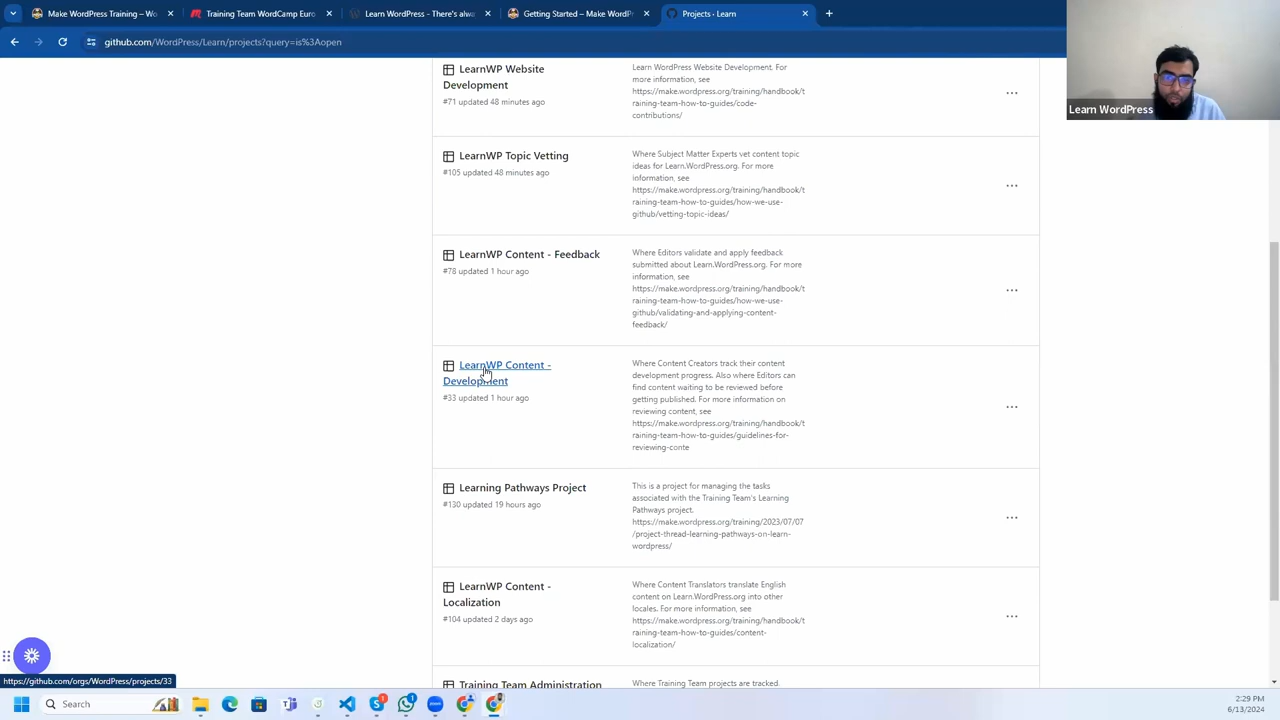 Make WordPress Training – Wo
Training Team WordCamp Euro
Learn WordPress - There's alwa
Getting Started – Make WordPr
Projects - Learn
github.com/WordPress/Learn/projects?query=is%3Aopen
Learn WordPress
LearnWP Website
Development
#71 updated 48 minutes ago
Learn WordPress Website Development. For
more information, see
https://make.wordpress.org/training/handbook/t
raining-team-how-to-guides/code-
contributions/
LearnWP Topic Vetting
#105 updated 48 minutes ago
Where Subject Matter Experts vet content topic
ideas for Learn.WordPress.org. For more
information, see
https://make.wordpress.org/training/handbook/t
raining-team-how-to-guides/how-we-use-
github/vetting-topic-ideas/
LearnWP Content - Feedback
#78 updated 1 hour ago
Where Editors validate and apply feedback
submitted about Learn.WordPress.org. For more
information, see
https://make.wordpress.org/training/handbook/t
raining-team-how-to-guides/how-we-use-
github/validating-and-applying-content-
feedback/
LearnWP Content -
Development
#33 updated 1 hour ago
Where Content Creators track their content
development progress. Also where Editors can
find content waiting to be reviewed before
getting published. For more information on
reviewing content, see
https://make.wordpress.org/training/handbook/t
raining-team-how-to-guides/guidelines-for-
reviewing-conte
Learning Pathways Project
#130 updated 19 hours ago
This is a project for managing the tasks
associated with the Training Team's Learning
Pathways project.
https://make.wordpress.org/training/2023/07/07
/project-thread-learning-pathways-on-learn-
wordpress/
LearnWP Content -
Localization
#104 updated 2 days ago
Where Content Translators translate English
content on Learn.WordPress.org into other
locales. For more information, see
https://make.wordpress.org/training/handbook/t
raining-team-how-to-guides/content-
localization/
Training Team Administration
Where Training Team projects are tracked.
https://github.com/orgs/WordPress/projects/33
Search
2:29 PM
6/13/2024